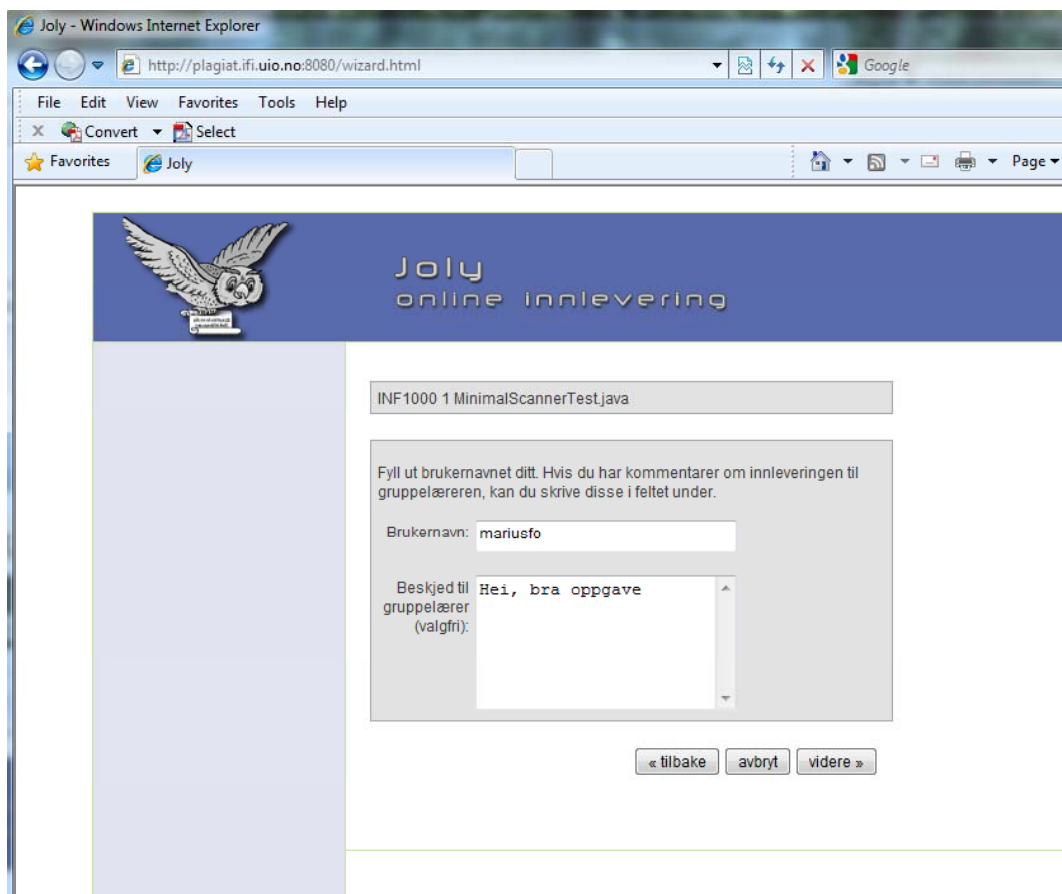 Joly - Windows Internet Explorer
http://plagiat.ifi.uio.no:8080/wizard.html
Google
File Edit View Favorites Tools Help
Convert Select
Favorites Joly Page
Joly
online innlevering
INF1000 1 MinimalScannerTest.java
Fyll ut brukernavnet ditt. Hvis du har kommentarer om innleveringen til
gruppelæreren, kan du skrive disse i feltet under.
Brukernavn: mariusfo
Beskjed til Hei, bra oppgave
gruppelærer
(valgfri):
« tilbake avbryt videre »